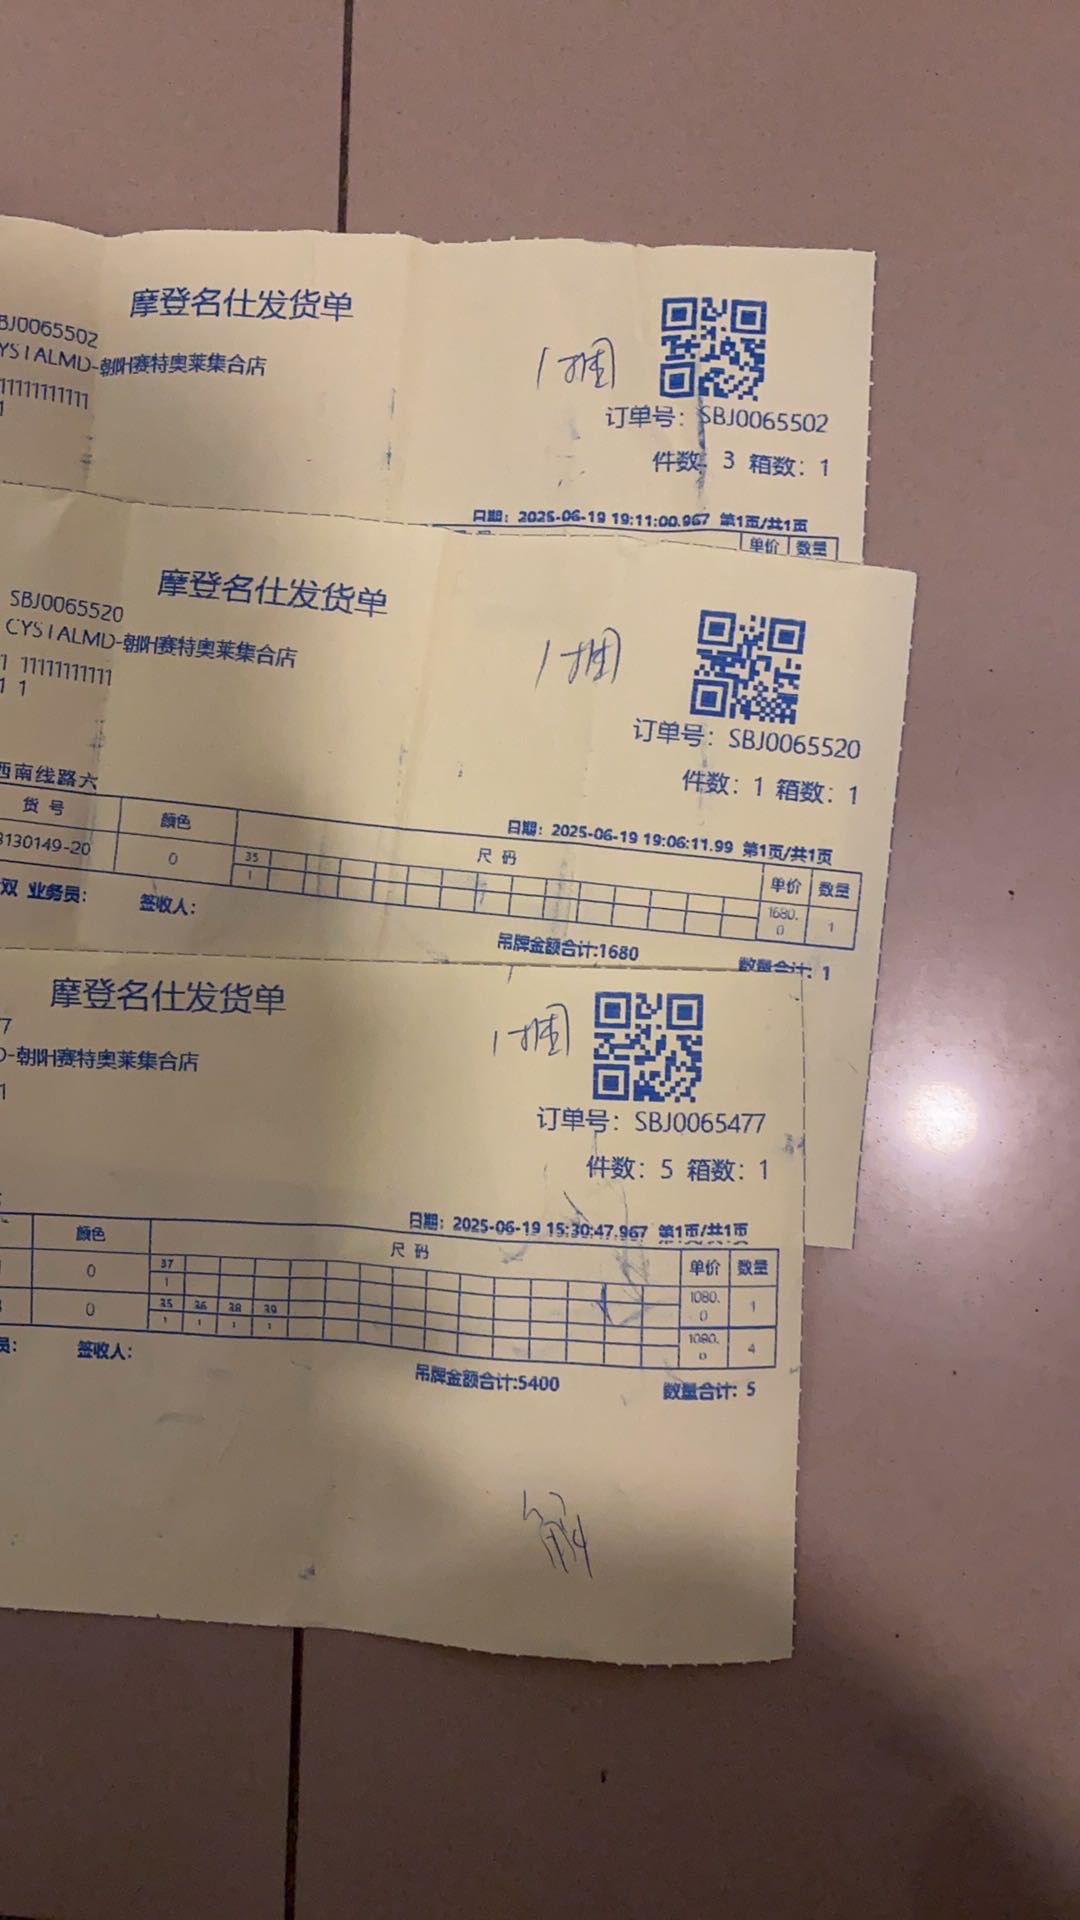 摩登名仕发货单
BJ0065502
YSTALMD-朝阳赛特奥莱集合店
11111111111
1
1捆
订单号：SBJ0065502
件数：3 箱数：1
日期：2025-06-19 19:11:00.967 第1页/共1页
单价 数量
摩登名仕发货单
SBJ0065520
CYSTALMD-朝阳赛特奥莱集合店
1 11111111111
1 1
1捆
订单号：SBJ0065520
件数：1 箱数：1
西南线路六
日期：2025-06-19 19:06:11.99 第1页/共1页
货号 颜色 尺码 单价 数量
3130149-20 0 35 1680.0 1
1
双 业务员： 签收人：
吊牌金额合计:1680 数量合计：1
摩登名仕发货单
7
D-朝阳赛特奥莱集合店
1
1捆
订单号：SBJ0065477
件数：5 箱数：1
日期：2025-06-19 15:30:47.967 第1页/共1页
颜色 尺码 单价 数量
0 37 1080.0 1
1
0 35 36 38 39 1080.0 4
1 1 1 1
员： 签收人：
吊牌金额合计:5400 数量合计：5